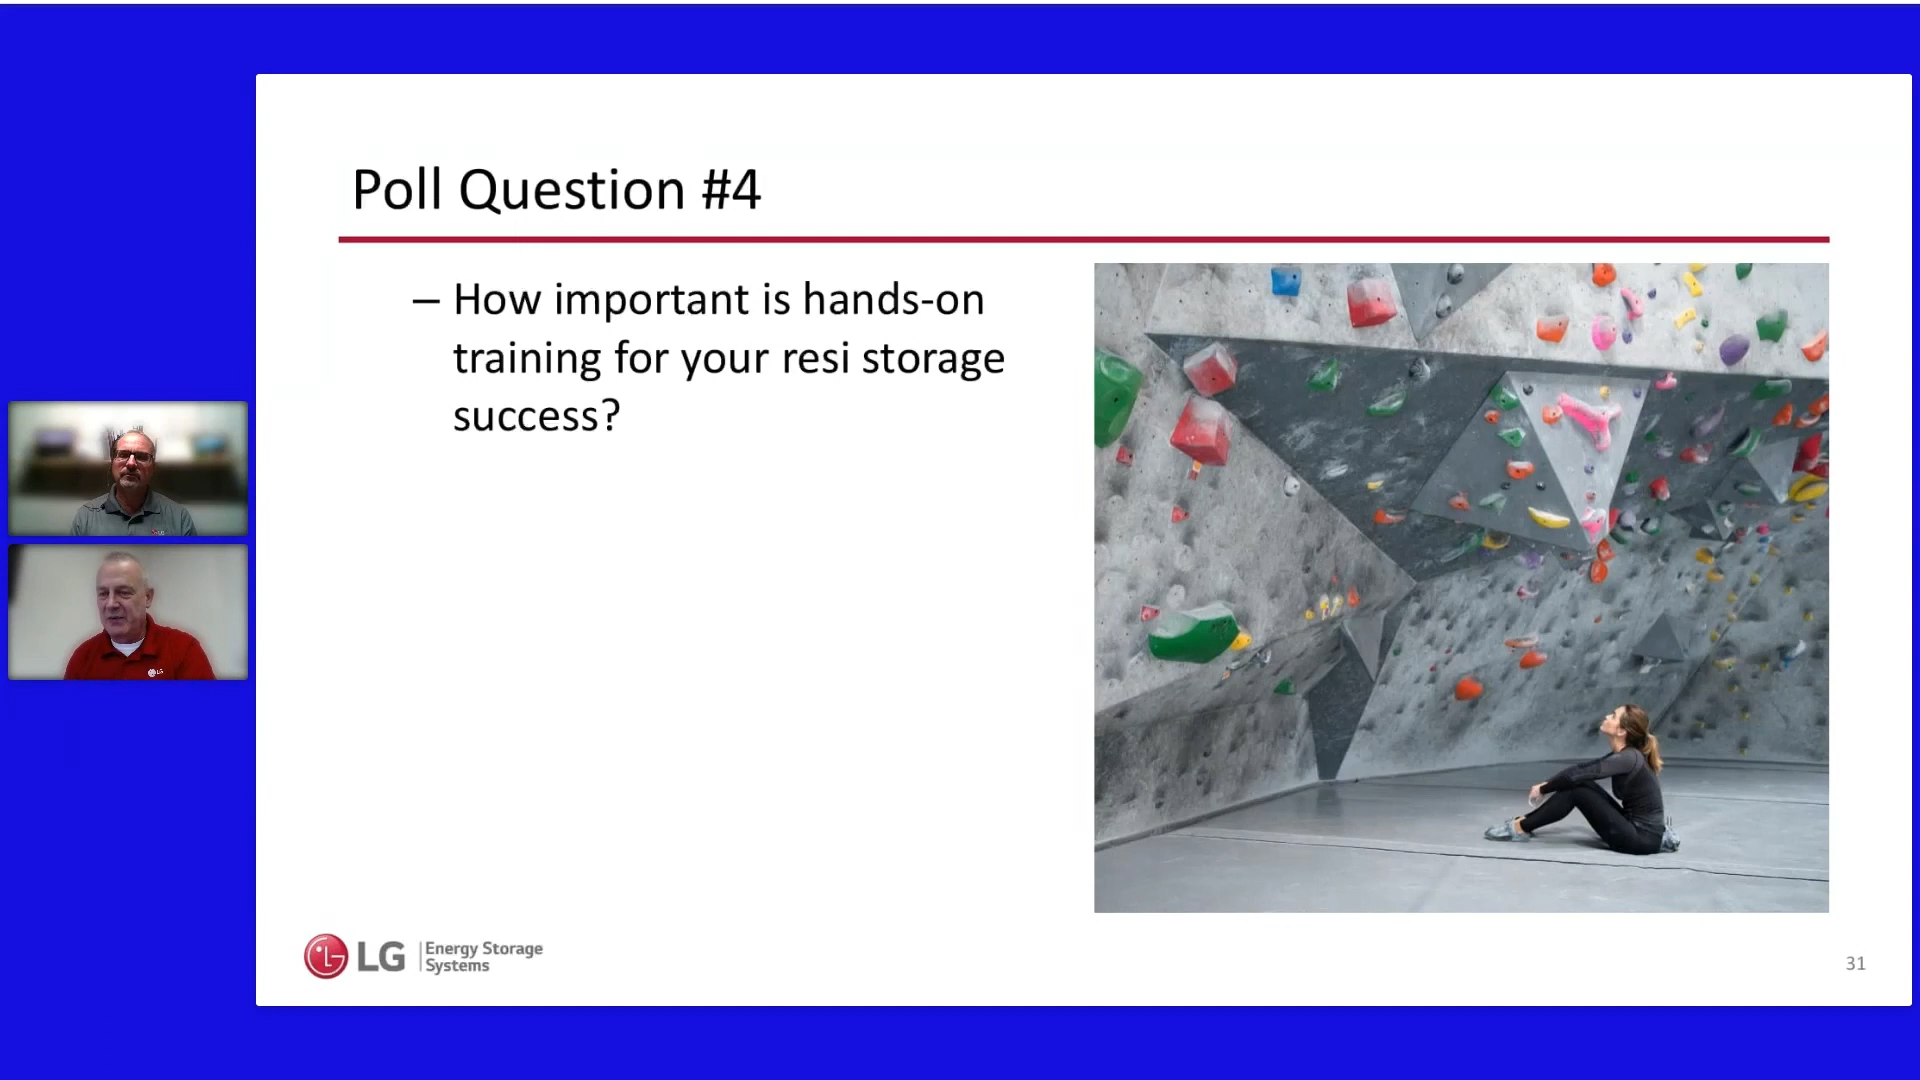 Poll Question #4
– How important is hands-on
training for your resi storage
success?
LG
Energy Storage
Systems
31
LG